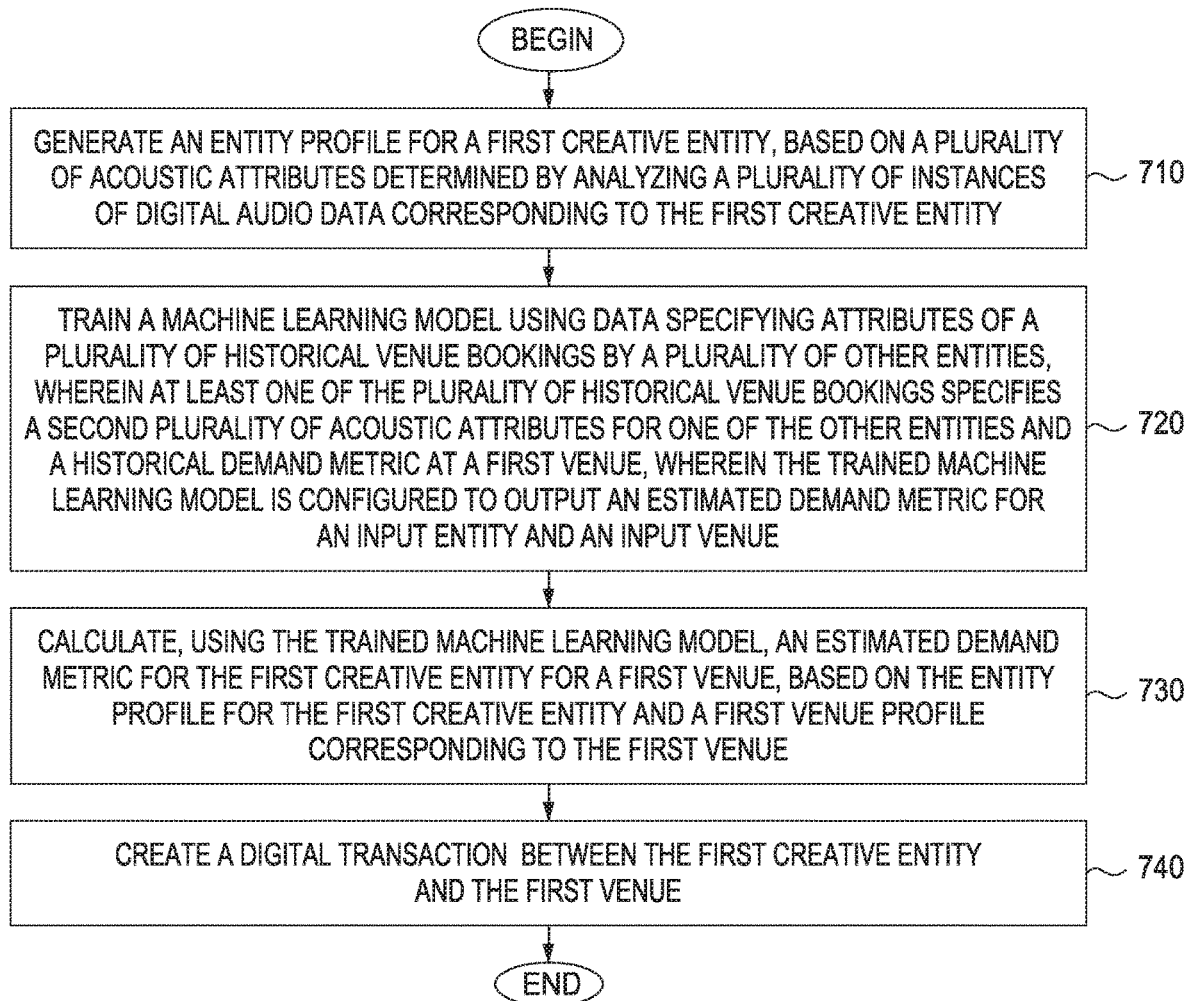 BEGIN
GENERATE AN ENTITY PROFILE FOR A FIRST CREATIVE ENTITY, BASED ON A PLURALITY
OF ACOUSTIC ATTRIBUTES DETERMINED BY ANALYZING A PLURALITY OF INSTANCES
OF DIGITAL AUDIO DATA CORRESPONDING TO THE FIRST CREATIVE ENTITY
710
TRAIN A MACHINE LEARNING MODEL USING DATA SPECIFYING ATTRIBUTES OF A
PLURALITY OF HISTORICAL VENUE BOOKINGS BY A PLURALITY OF OTHER ENTITIES,
WHEREIN AT LEAST ONE OF THE PLURALITY OF HISTORICAL VENUE BOOKINGS SPECIFIES
A SECOND PLURALITY OF ACOUSTIC ATTRIBUTES FOR ONE OF THE OTHER ENTITIES AND
A HISTORICAL DEMAND METRIC AT A FIRST VENUE, WHEREIN THE TRAINED MACHINE
LEARNING MODEL IS CONFIGURED TO OUTPUT AN ESTIMATED DEMAND METRIC FOR
AN INPUT ENTITY AND AN INPUT VENUE
720
CALCULATE, USING THE TRAINED MACHINE LEARNING MODEL, AN ESTIMATED DEMAND
METRIC FOR THE FIRST CREATIVE ENTITY FOR A FIRST VENUE, BASED ON THE ENTITY
PROFILE FOR THE FIRST CREATIVE ENTITY AND A FIRST VENUE PROFILE
CORRESPONDING TO THE FIRST VENUE
730
CREATE A DIGITAL TRANSACTION BETWEEN THE FIRST CREATIVE ENTITY
AND THE FIRST VENUE
740
END